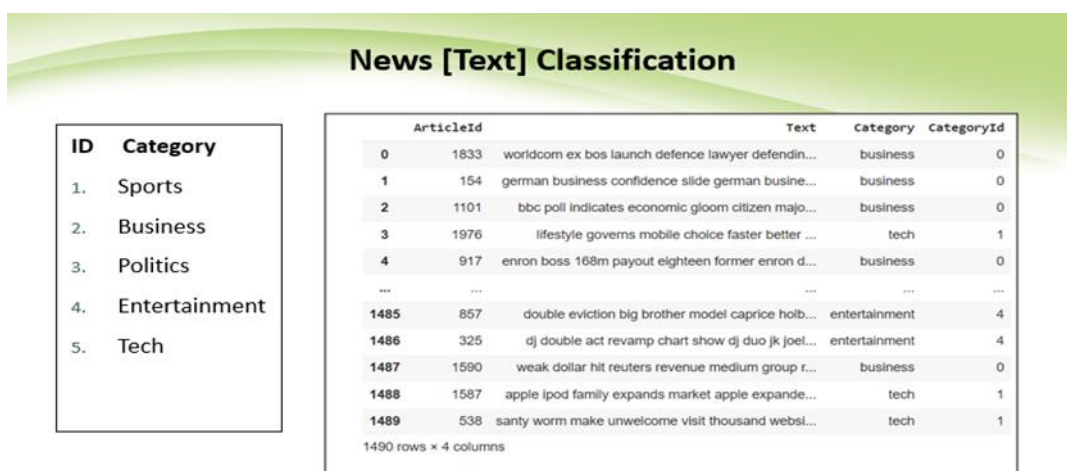 News [Text] Classification
ID Category
1. Sports
2. Business
3. Politics
4. Entertainment
5. Tech
ArticleId Text Category CategoryId
0 1833 worldcom ex bos launch defence lawyer defendin... business 0
1 154 german business confidence slide german busine... business 0
2 1101 bbc poll indicates economic gloom citizen majo... business 0
3 1976 lifestyle governs mobile choice faster better ... tech 1
4 917 enron boss 168m payout eighteen former enron d... business 0
... ... ... ... ...
1485 857 double eviction big brother model caprice holb... entertainment 4
1486 325 dj double act revamp chart show dj duo jk joel... entertainment 4
1487 1590 weak dollar hit reuters revenue medium group r... business 0
1488 1587 apple ipod family expands market apple expande... tech 1
1489 538 santy worm make unwelcome visit thousand websi... tech 1
1490 rows × 4 columns